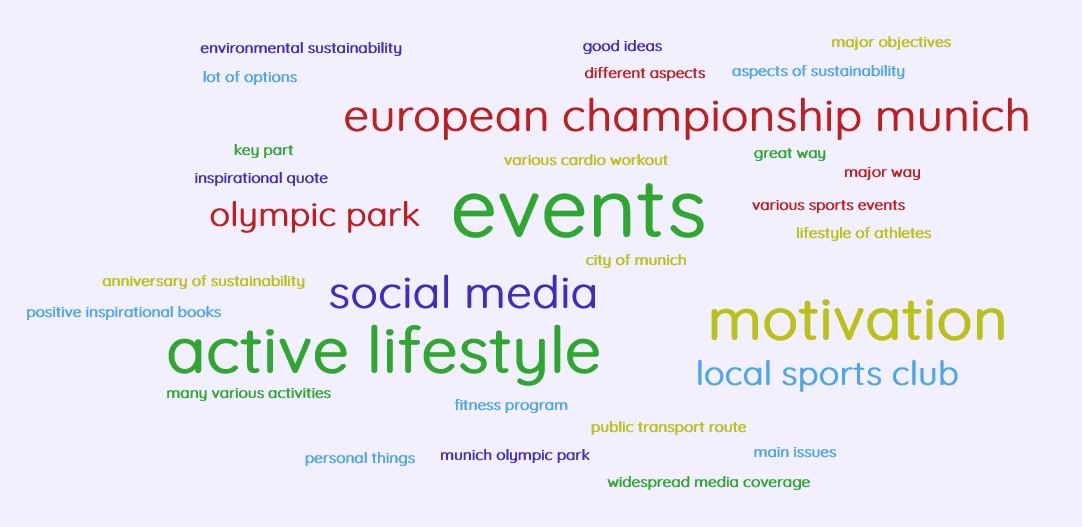 environmental sustainability
good ideas
major objectives
lot of options
different aspects
aspects of sustainability
european championship munich
key part
various cardio workout
great way
major way
inspirational quote
olympic park
events
various sports events
lifestyle of athletes
city of munich
anniversary of sustainability
social media
positive inspirational books
motivation
active lifestyle
local sports club
many various activities
fitness program
public transport route
personal things
munich olympic park
main issues
widespread media coverage